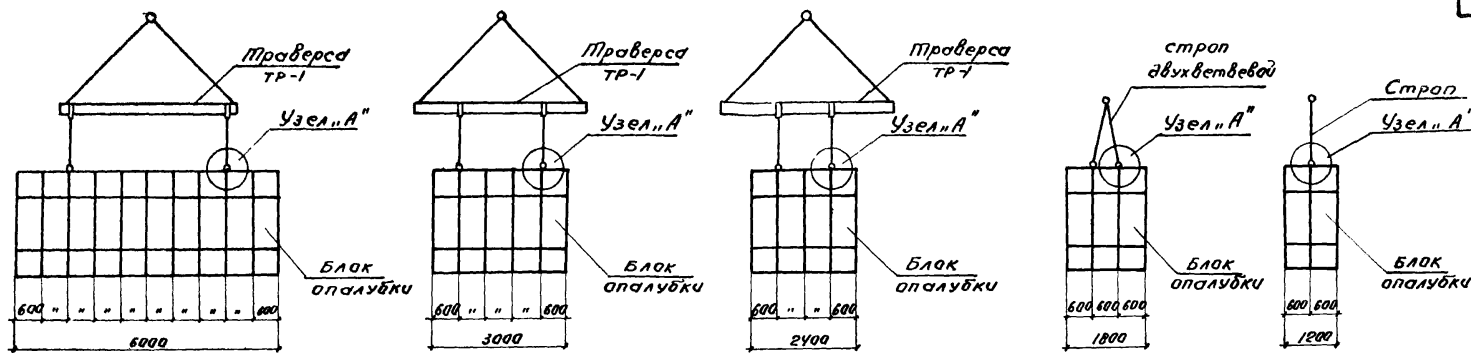 Траверса
ТР-1
Узел „А"
Блок
опалубки
600 " " " " " " " " 600
6000
Траверса
ТР-1
Узел „А"
Блок
опалубки
600 " " " 600
3000
Траверса
ТР-1
Узел „А"
Блок
опалубки
600 " " 600
2400
строп
двухветвевой
Узел „А"
Блок
опалубки
600 600 600
1800
Строп
Узел „А"
Блок
опалубки
600 600
1200